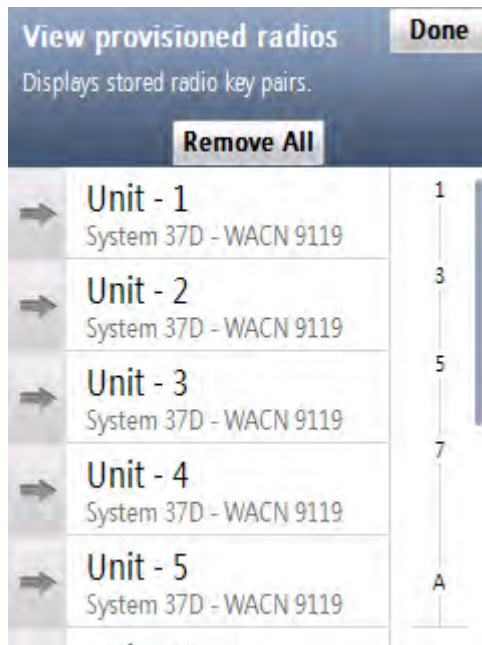 View provisioned radios
Done
Displays stored radio key pairs.
Remove All
Unit - 1
System 37D - WACN 9119
Unit - 2
System 37D - WACN 9119
Unit - 3
System 37D - WACN 9119
Unit - 4
System 37D - WACN 9119
Unit - 5
System 37D - WACN 9119
1
3
5
7
A